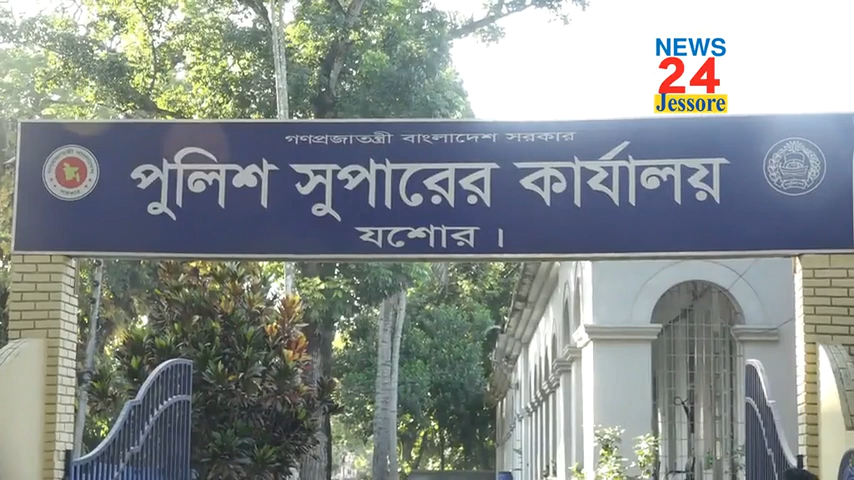 NEWS
24
Jessore
গণপ্রজাতন্ত্রী বাংলাদেশ সরকার
পুলিশ সুপারের কার্যালয়
যশোর।